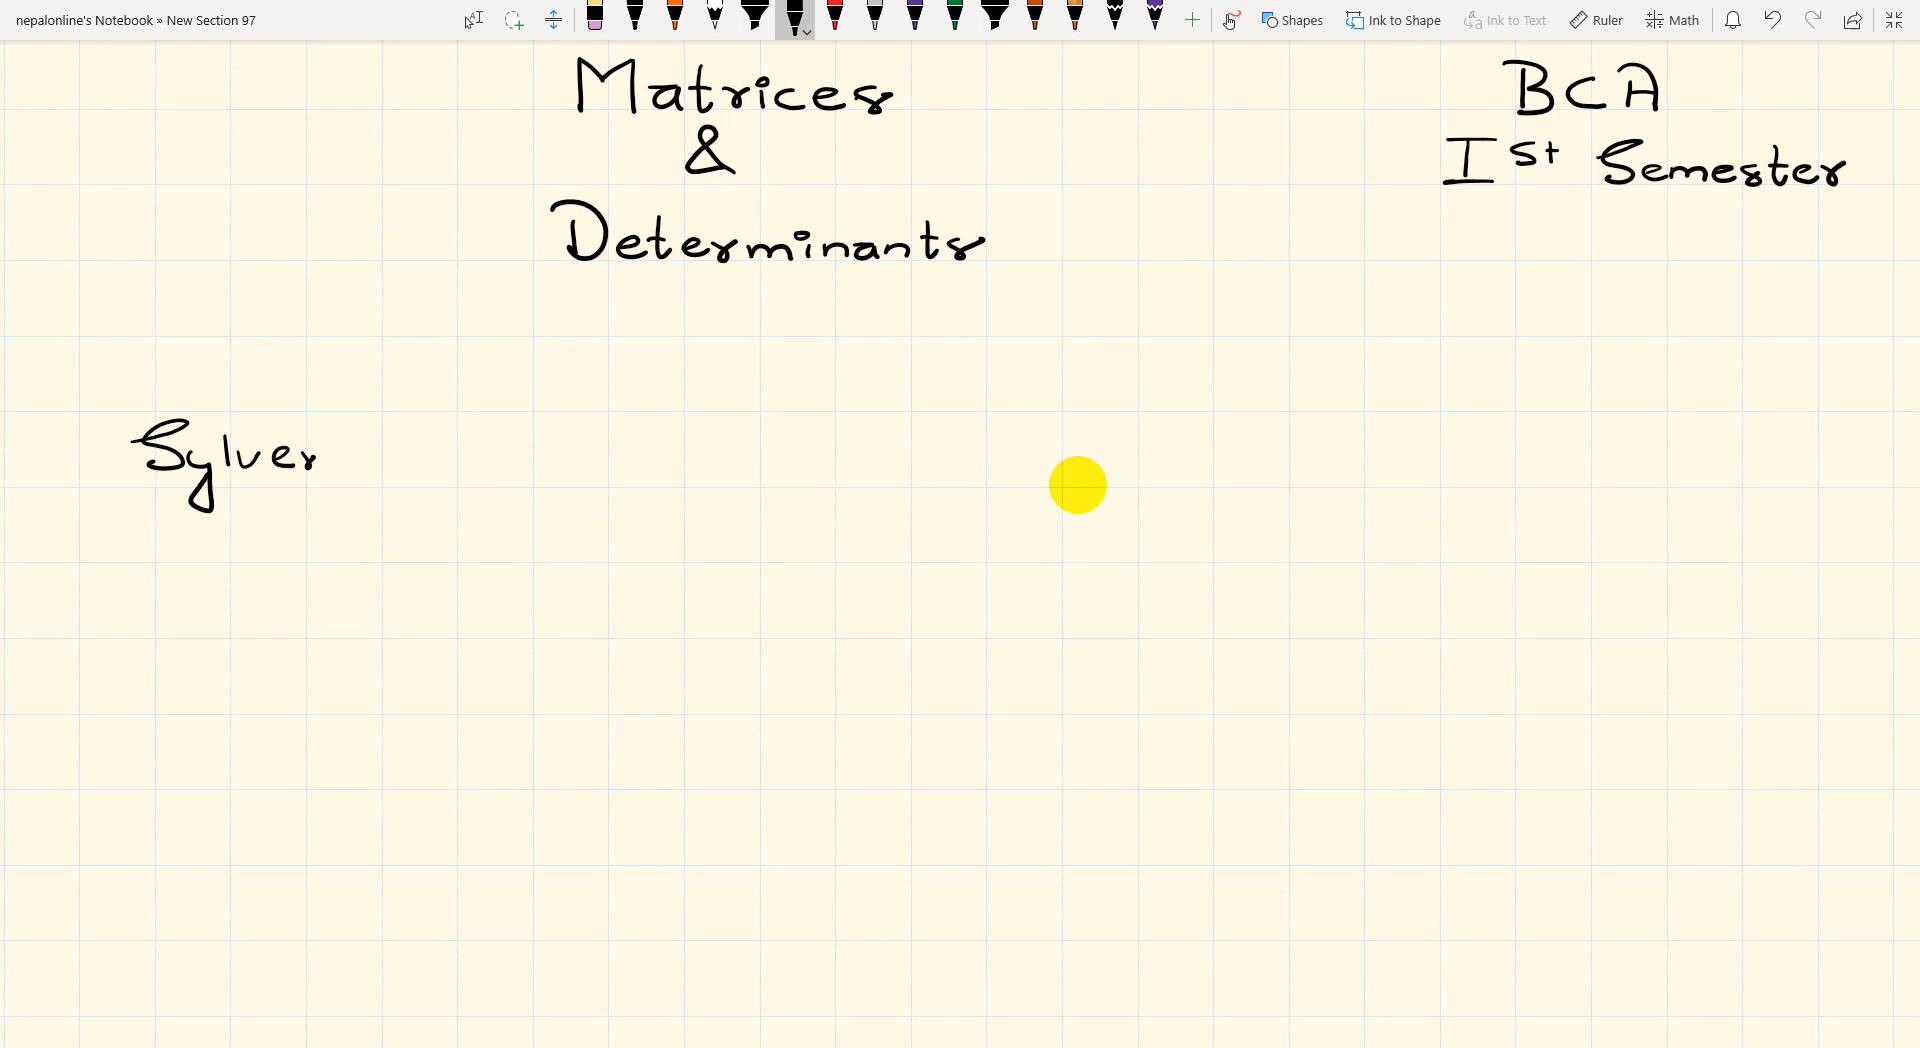 nepalonline's Notebook » New Section 97
Shapes
Ink to Shape
Ink to Text
Ruler
Math
Matrices
&
Determinants
BCA
Ist Semester
Sylves